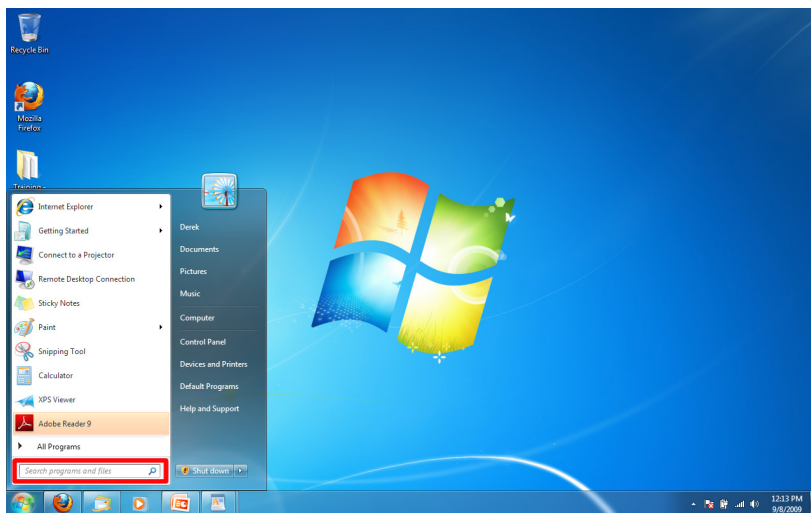 Recycle Bin
Mozilla
Firefox
Training -
Internet Explorer
Getting Started
Connect to a Projector
Remote Desktop Connection
Sticky Notes
Paint
Snipping Tool
Calculator
XPS Viewer
Adobe Reader 9
All Programs
Search programs and files
Derek
Documents
Pictures
Music
Computer
Control Panel
Devices and Printers
Default Programs
Help and Support
Shut down
12:13 PM
9/8/2009